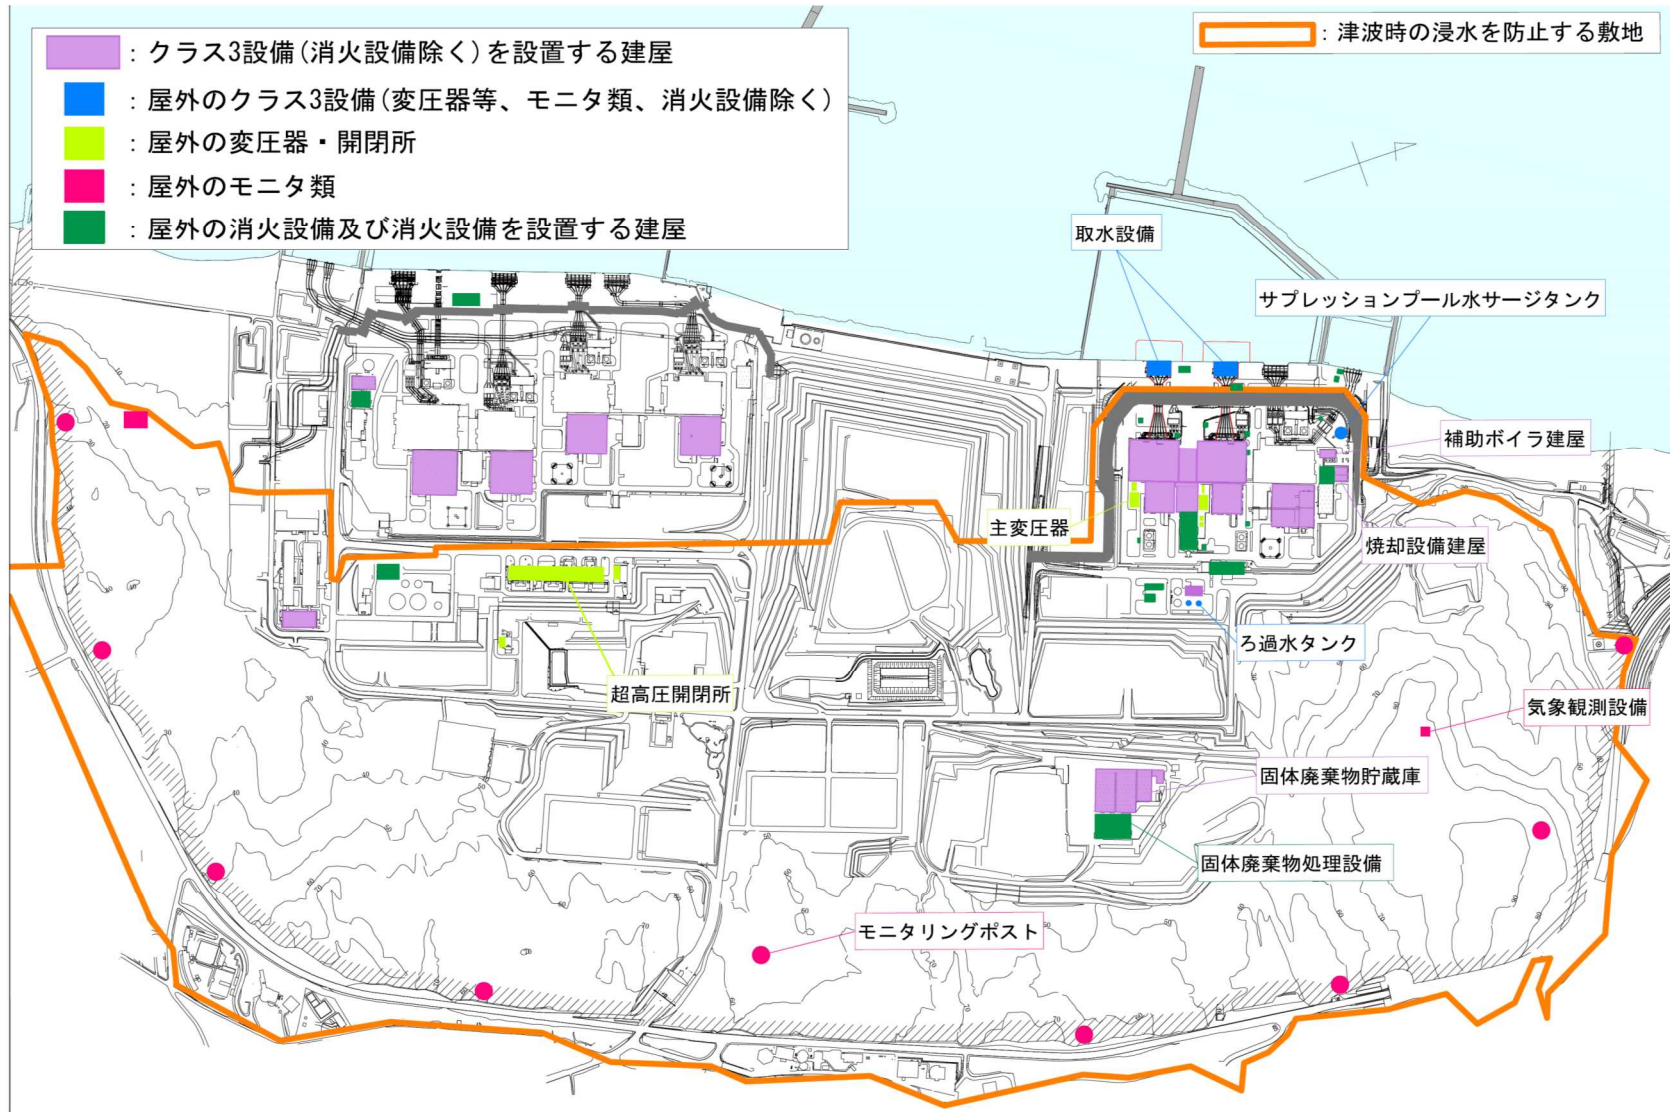 ：クラス3設備(消火設備除く)を設置する建屋
：屋外のクラス3設備(変圧器等、モニタ類、消火設備除く)
：屋外の変圧器・開閉所
：屋外のモニタ類
：屋外の消火設備及び消火設備を設置する建屋
：津波時の浸水を防止する敷地
取水設備
サプレッションプール水サージタンク
補助ボイラ建屋
主変圧器
焼却設備建屋
ろ過水タンク
超高圧開閉所
気象観測設備
固体廃棄物貯蔵庫
固体廃棄物処理設備
モニタリングポスト